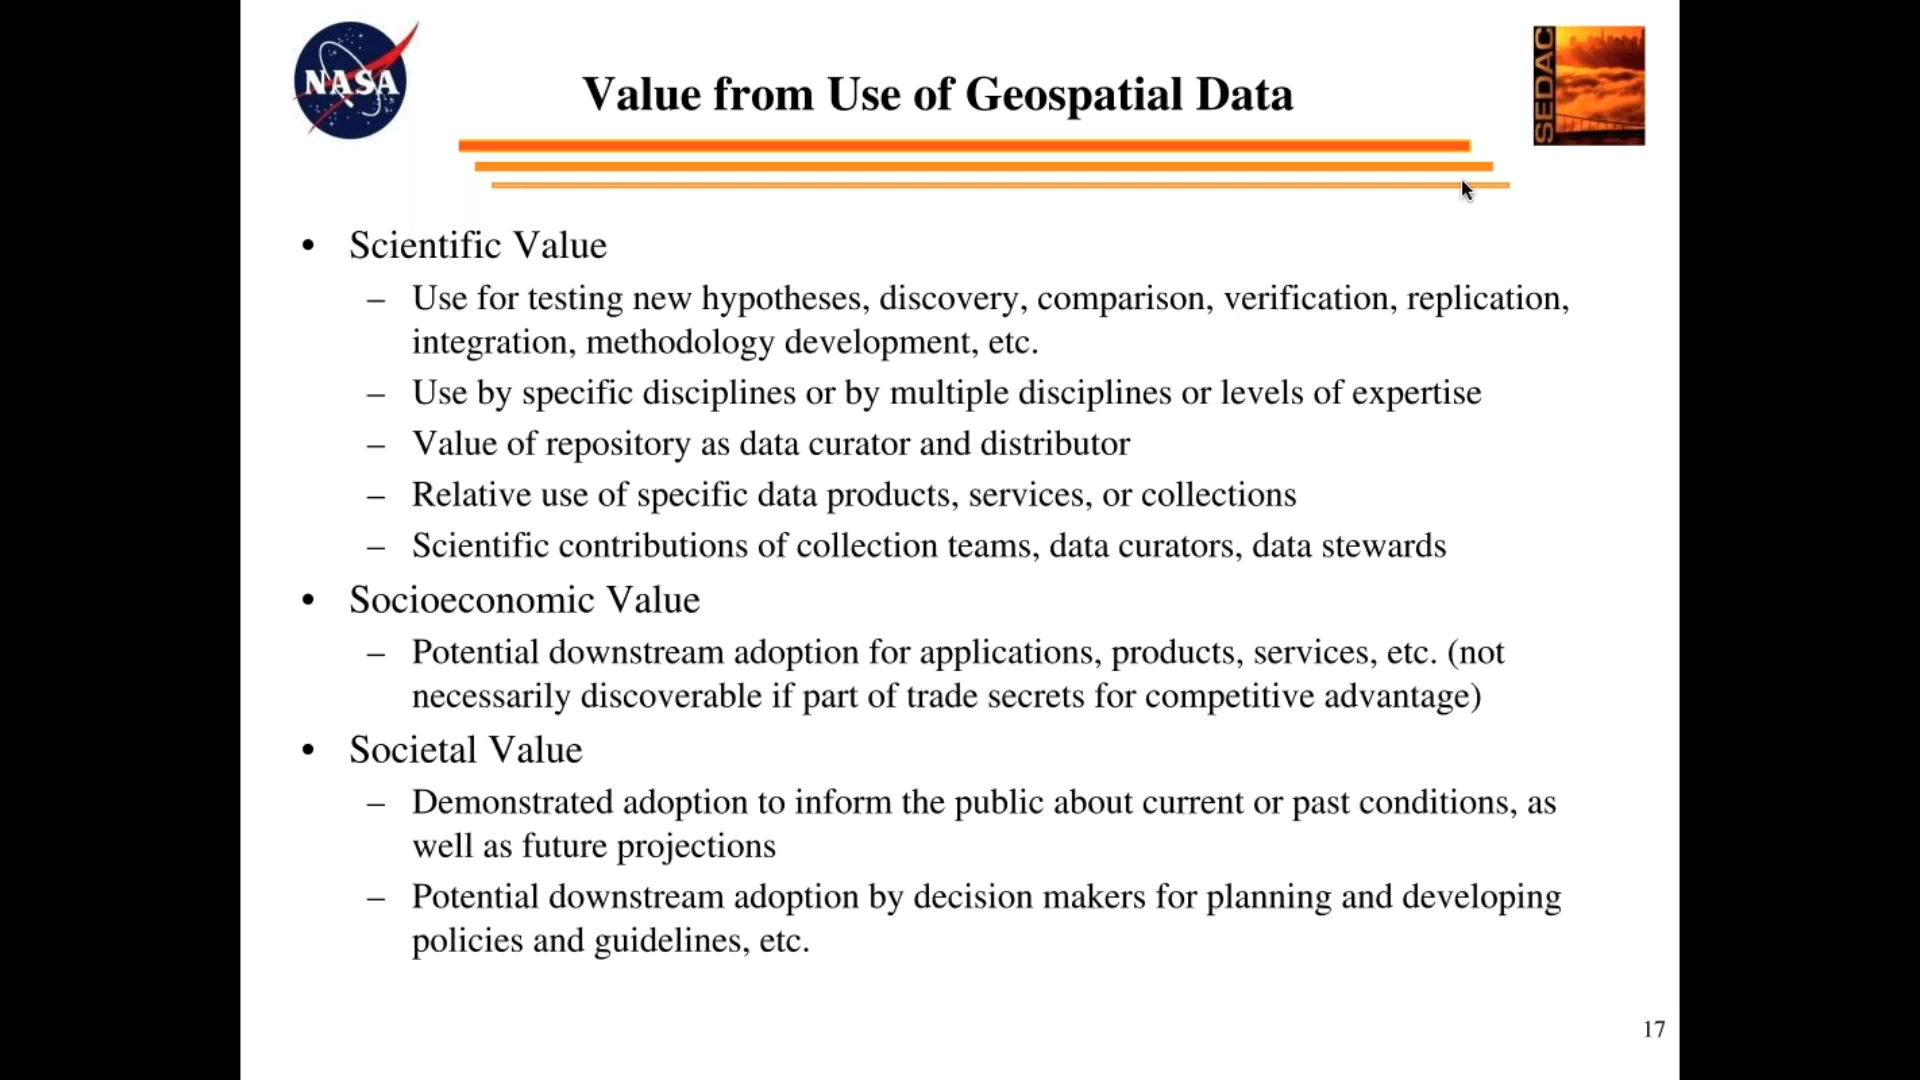 NASA
SEDAC
Value from Use of Geospatial Data
• Scientific Value
– Use for testing new hypotheses, discovery, comparison, verification, replication,
integration, methodology development, etc.
– Use by specific disciplines or by multiple disciplines or levels of expertise
– Value of repository as data curator and distributor
– Relative use of specific data products, services, or collections
– Scientific contributions of collection teams, data curators, data stewards
• Socioeconomic Value
– Potential downstream adoption for applications, products, services, etc. (not
necessarily discoverable if part of trade secrets for competitive advantage)
• Societal Value
– Demonstrated adoption to inform the public about current or past conditions, as
well as future projections
– Potential downstream adoption by decision makers for planning and developing
policies and guidelines, etc.
17